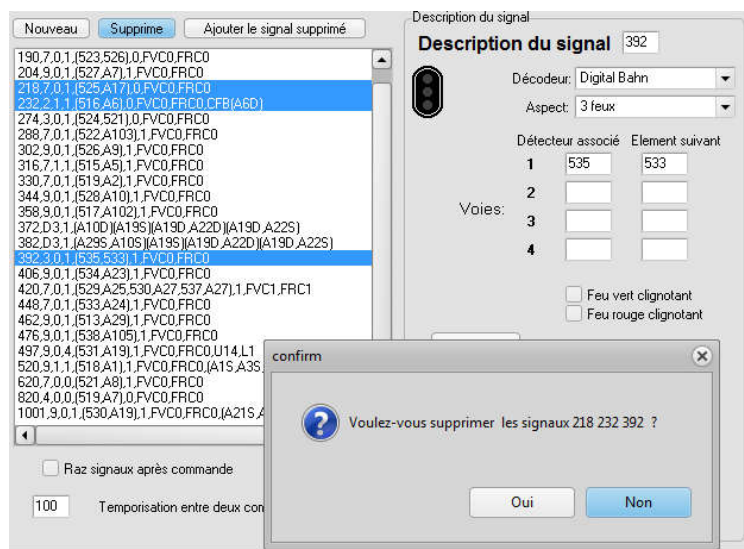 Nouveau Supprime Ajouter le signal supprimé
190,7,0,1,(523,526),0,FVC0,FRC0
204,9,0,1,(527,A7),1,FVC0,FRC0
218,7,0,1,(525,A17),0,FVC0,FRC0
232,2,1,1,(516,A6),0,FVC0,FRC0,CFB(A6D)
274,3,0,1,(524,521),0,FVC0,FRC0
288,7,0,1,(522,A103),1,FVC0,FRC0
302,9,0,1,(526,A9),1,FVC0,FRC0
316,7,1,1,(515,A5),1,FVC0,FRC0
330,7,0,1,(519,A2),1,FVC0,FRC0
344,9,0,1,(528,A10),1,FVC0,FRC0
358,9,0,1,(517,A102),1,FVC0,FRC0
372,D3,1,(A10D)(A19S)(A19D,A22D)(A19D,A22S)
382,D3,1,(A29S,A10S)(A19S)(A19D,A22D)(A19D,A22S)
392,3,0,1,(535,533),1,FVC0,FRC0
406,9,0,1,(534,A23),1,FVC0,FRC0
420,7,0,1,(529,A25,530,A27,537,A27),1,FVC1,FRC1
448,7,0,1,(533,A24),1,FVC0,FRC0
462,9,0,1,(513,A29),1,FVC0,FRC0
476,9,0,1,(538,A105),1,FVC0,FRC0
497,9,0,4,(531,A19),1,FVC0,FRC0,U14,L1
520,9,1,1,(518,A1),1,FVC0,FRC0,(A1S,A3S,
620,7,0,0,(521,A8),1,FVC0,FRC0
820,4,0,0,(519,A7),0,FVC0,FRC0
1001,9,0,1,(530,A19),1,FVC0,FRC0,(A21S,A
Raz signaux après commande
100 Temporisation entre deux con
Description du signal
Description du signal 392
Décodeur: Digital Bahn
Aspect: 3 feux
Détecteur associé Element suivant
1 535 533
2
Voies:
3
4
Feu vert clignotant
Feu rouge clignotant
confirm
Voulez-vous supprimer les signaux 218 232 392 ?
Oui Non